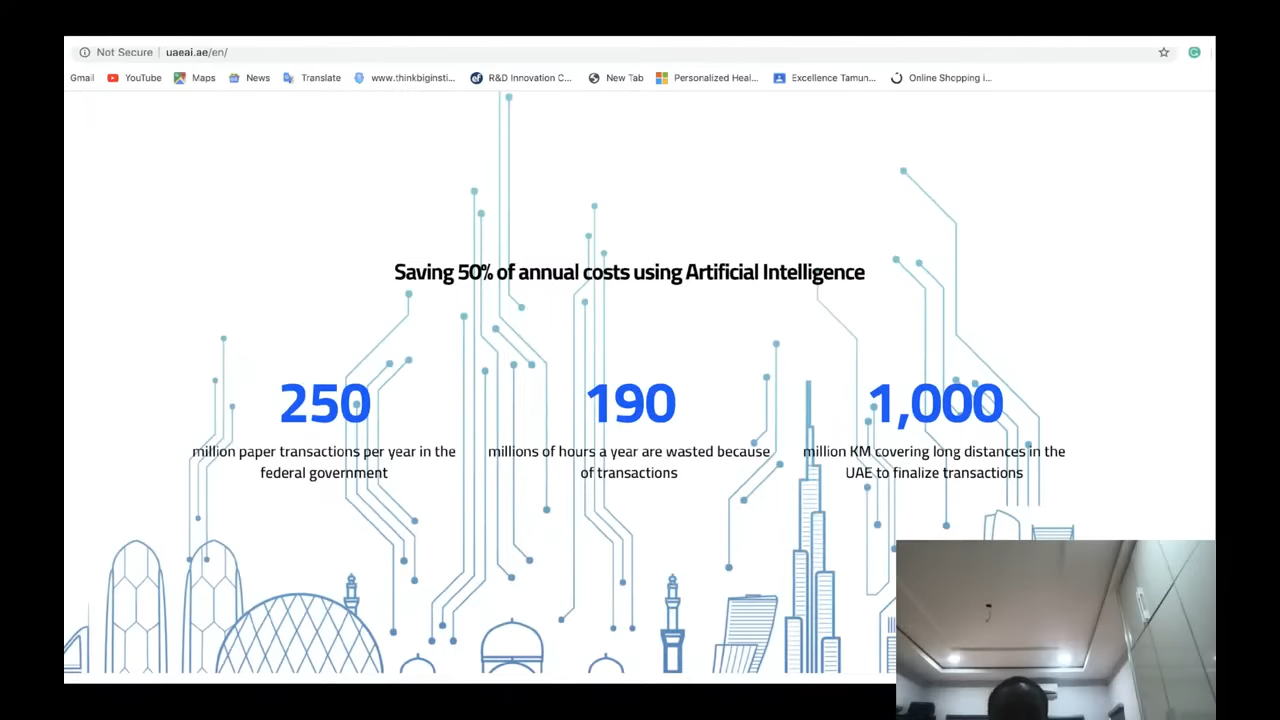 Not Secure | uaeai.ae/en/
Gmail YouTube Maps News Translate www.thinkbiginsti... R&D Innovation C... New Tab Personalized Heal... Excellence Tamun... Online Shopping i...
Saving 50% of annual costs using Artificial Intelligence
250
million paper transactions per year in the
federal government
190
millions of hours a year are wasted because
of transactions
1,000
million KM covering long distances in the
UAE to finalize transactions